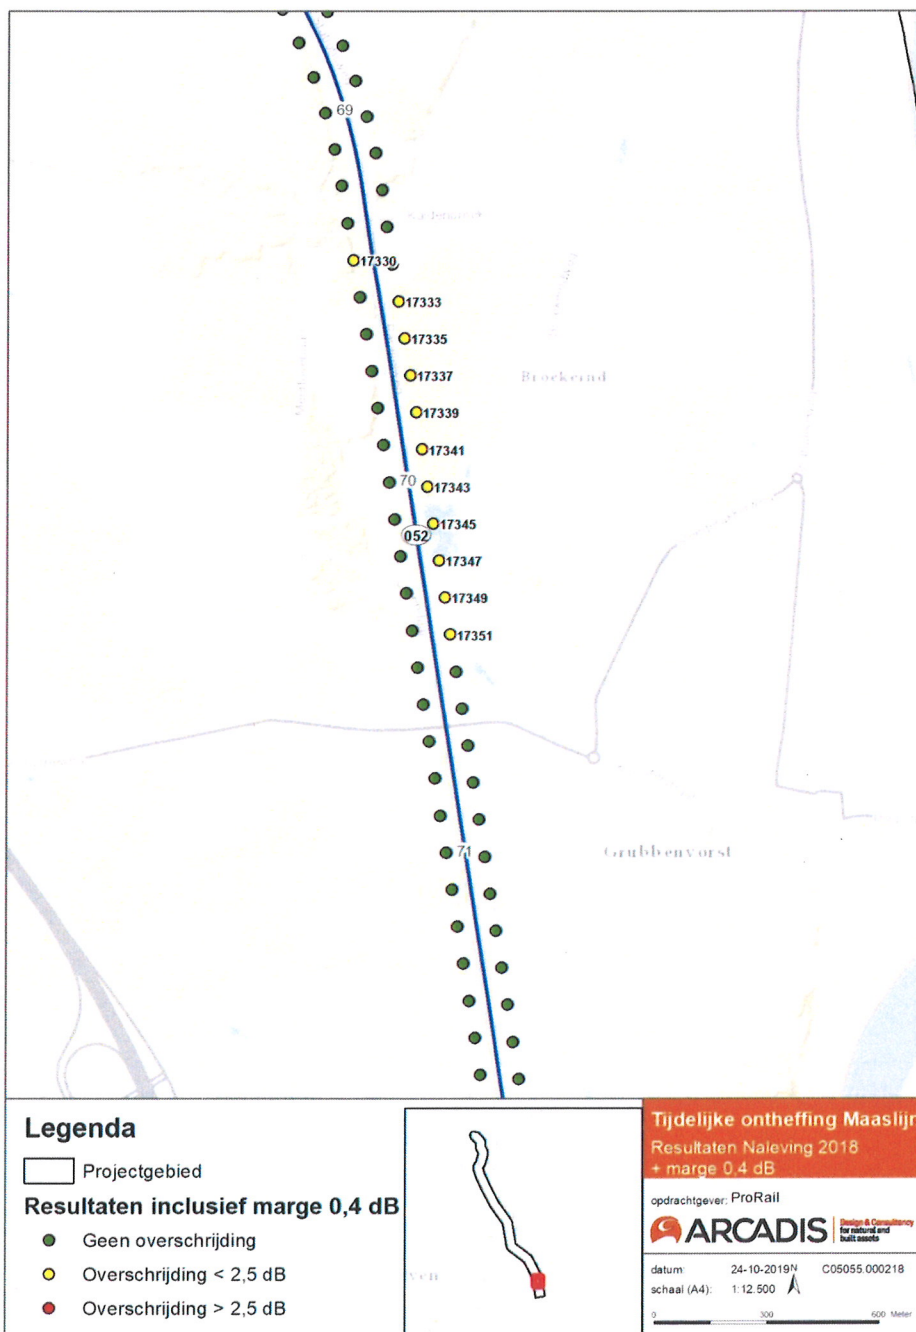 69
17330
17333
17335
17337
Broekernd
17339
17341
17343
70
17345
052
17347
17349
17351
71
Grubbenvorst
Legenda
Projectgebied
Resultaten inclusief marge 0,4 dB
Geen overschrijding
Overschrijding < 2,5 dB
Overschrijding > 2,5 dB
ven
Tijdelijke ontheffing Maaslijn
Resultaten Naleving 2018
+ marge 0,4 dB
opdrachtgever: ProRail
ARCADIS
Design & Consultancy
for natural and
built assets
datum: 24-10-2019 N C05055.000218
schaal (A4): 1:12.500
0 300 600 Meter